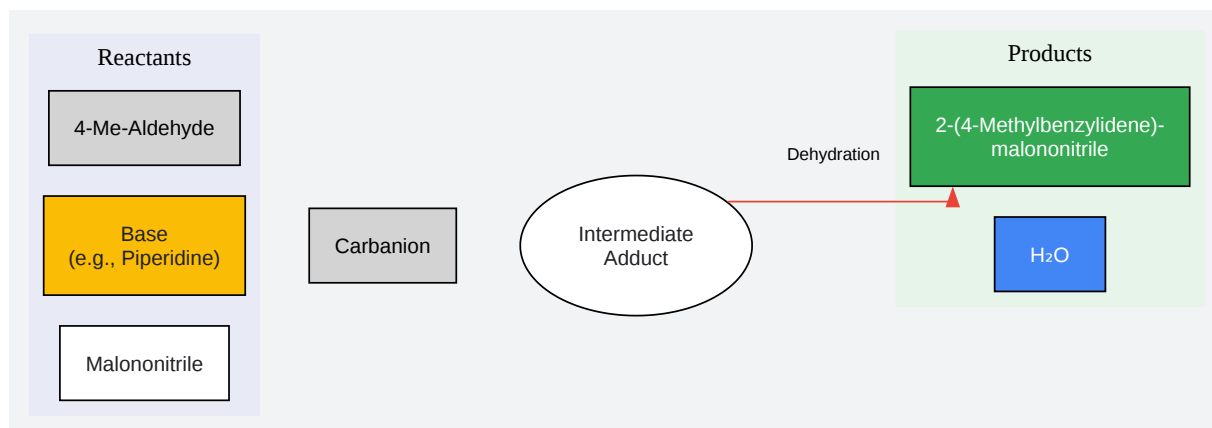 Reactants
4-Me-Aldehyde
Base
(e.g., Piperidine)
Malononitrile
Carbanion
Intermediate
Adduct
Dehydration
Products
2-(4-Methylbenzylidene)-
malononitrile
H₂O